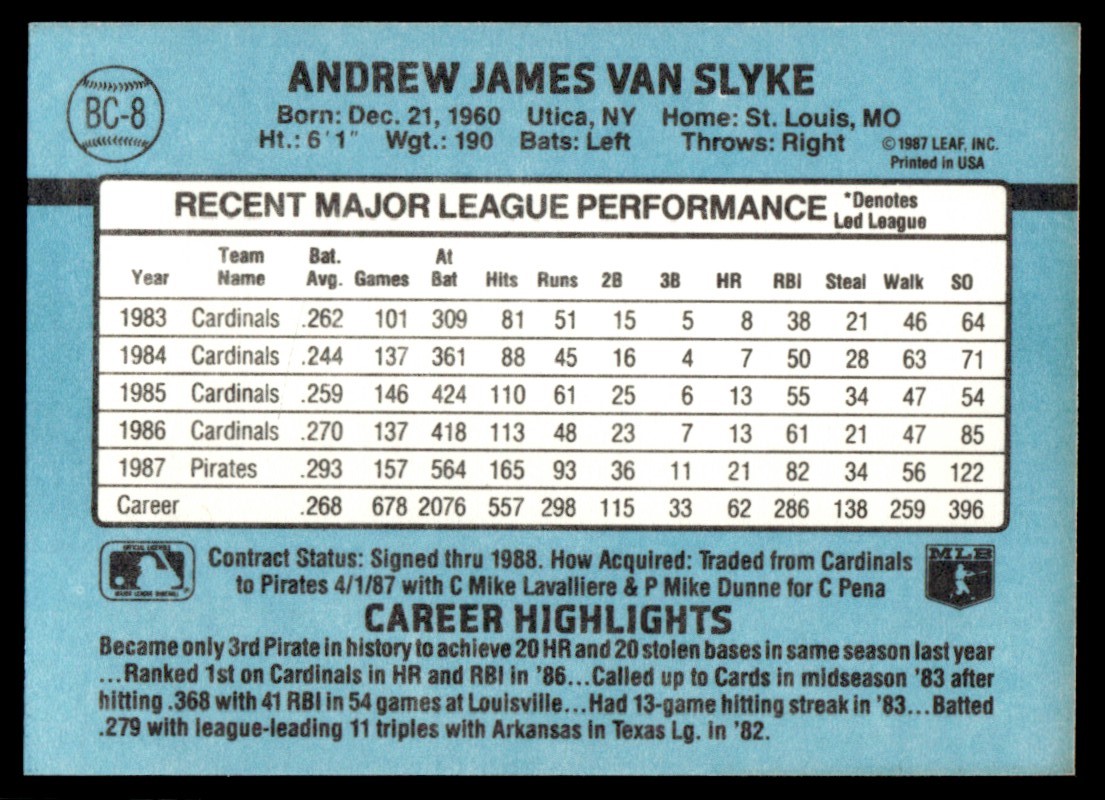 BC-8
ANDREW JAMES VAN SLYKE
Born: Dec. 21, 1960 Utica, NY Home: St. Louis, MO
Ht.: 6'1" Wgt.: 190 Bats: Left Throws: Right
©1987 LEAF, INC.
Printed in USA
RECENT MAJOR LEAGUE PERFORMANCE *Denotes Led League
Year Team Name Bat. Avg. Games At Bat Hits Runs 2B 3B HR RBI Steal Walk SO
1983 Cardinals .262 101 309 81 51 15 5 8 38 21 46 64
1984 Cardinals .244 137 361 88 45 16 4 7 50 28 63 71
1985 Cardinals .259 146 424 110 61 25 6 13 55 34 47 54
1986 Cardinals .270 137 418 113 48 23 7 13 61 21 47 85
1987 Pirates .293 157 564 165 93 36 11 21 82 34 56 122
Career .268 678 2076 557 298 115 33 62 286 138 259 396
Contract Status: Signed thru 1988. How Acquired: Traded from Cardinals
to Pirates 4/1/87 with C Mike Lavalliere & P Mike Dunne for C Pena
MLB
CAREER HIGHLIGHTS
Became only 3rd Pirate in history to achieve 20 HR and 20 stolen bases in same season last year
...Ranked 1st on Cardinals in HR and RBI in '86...Called up to Cards in midseason '83 after
hitting .368 with 41 RBI in 54 games at Louisville...Had 13-game hitting streak in '83...Batted
.279 with league-leading 11 triples with Arkansas in Texas Lg. in '82.